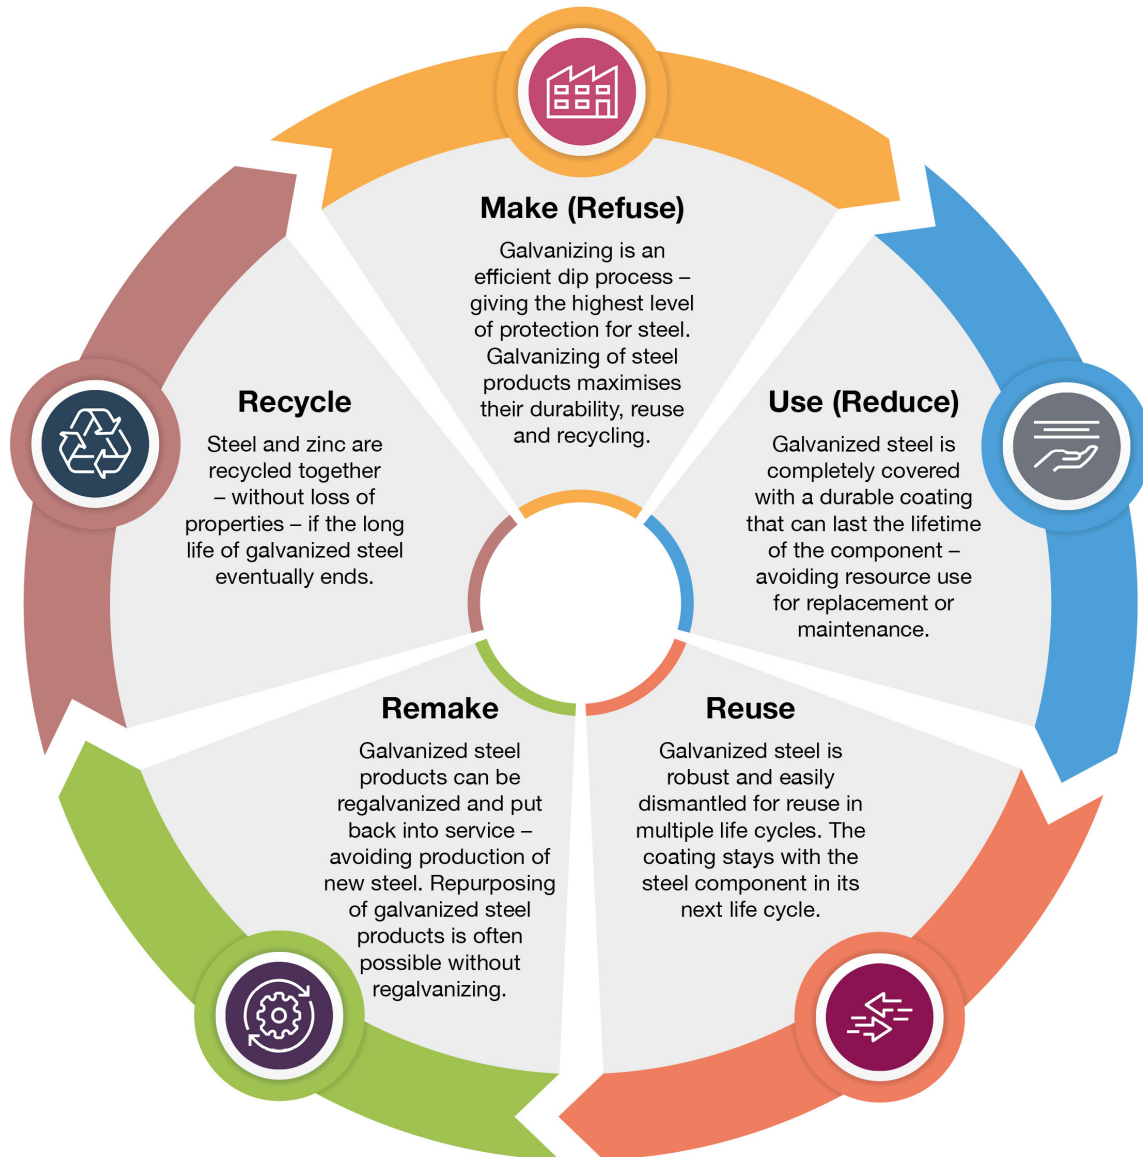 Make (Refuse)
Galvanizing is an
efficient dip process –
giving the highest level
of protection for steel.
Galvanizing of steel
products maximises
their durability, reuse
and recycling.
Use (Reduce)
Galvanized steel is
completely covered
with a durable coating
that can last the lifetime
of the component –
avoiding resource use
for replacement or
maintenance.
Reuse
Galvanized steel is
robust and easily
dismantled for reuse in
multiple life cycles. The
coating stays with the
steel component in its
next life cycle.
Remake
Galvanized steel
products can be
regalvanized and put
back into service –
avoiding production of
new steel. Repurposing
of galvanized steel
products is often
possible without
regalvanizing.
Recycle
Steel and zinc are
recycled together
– without loss of
properties – if the long
life of galvanized steel
eventually ends.